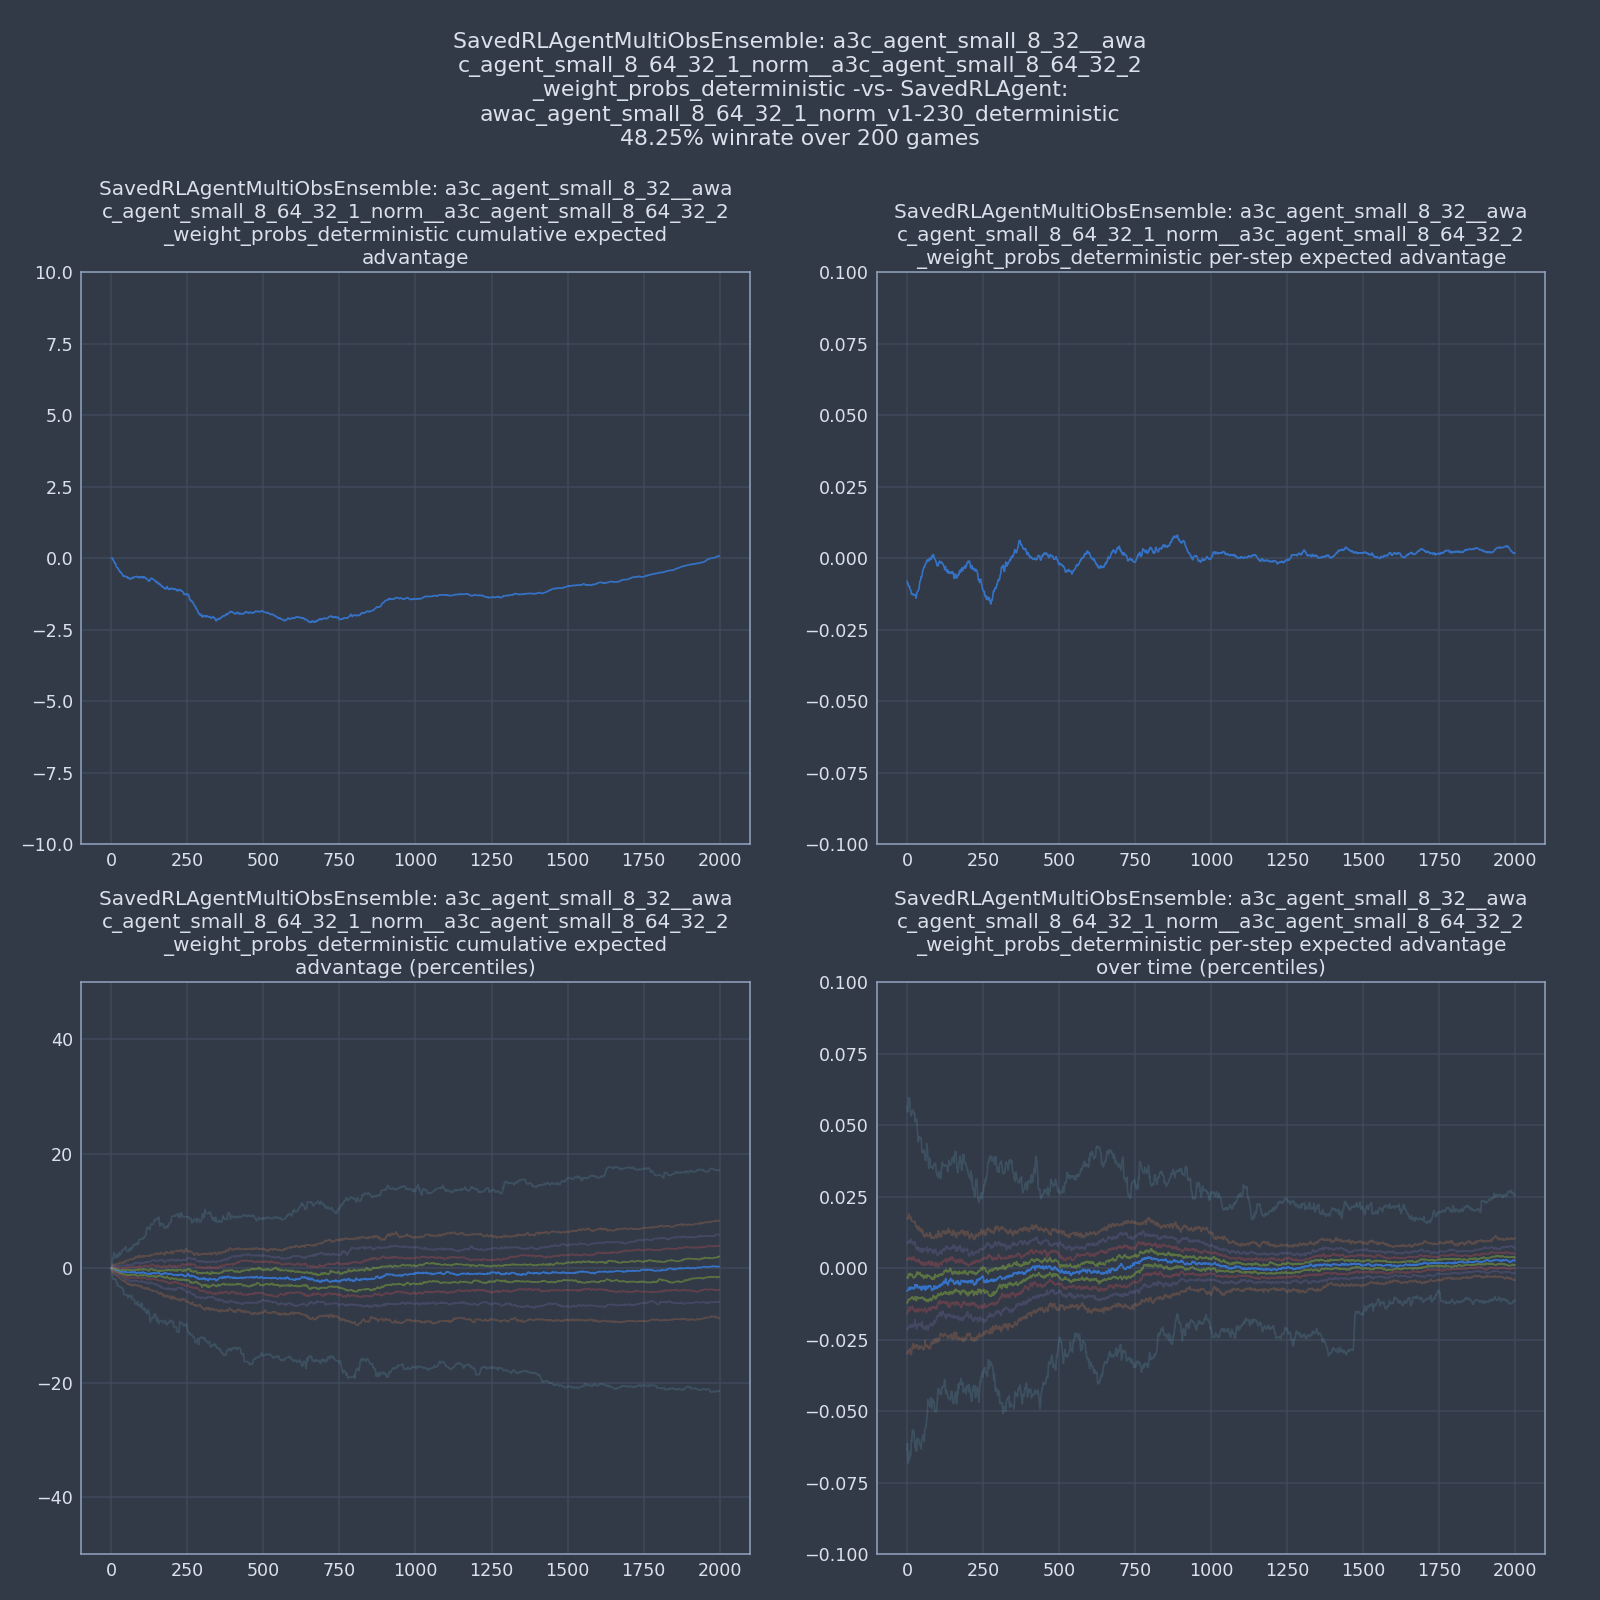 SavedRLAgentMultiObsEnsemble: a3c_agent_small_8_32__awa
c_agent_small_8_64_32_1_norm__a3c_agent_small_8_64_32_2
_weight_probs_deterministic -vs- SavedRLAgent:
awac_agent_small_8_64_32_1_norm_v1-230_deterministic
48.25% winrate over 200 games
SavedRLAgentMultiObsEnsemble: a3c_agent_small_8_32__awa
c_agent_small_8_64_32_1_norm__a3c_agent_small_8_64_32_2
_weight_probs_deterministic cumulative expected
advantage
10.0
7.5
5.0
2.5
0.0
−2.5
−5.0
−7.5
−10.0
0 250 500 750 1000 1250 1500 1750 2000
SavedRLAgentMultiObsEnsemble: a3c_agent_small_8_32__awa
c_agent_small_8_64_32_1_norm__a3c_agent_small_8_64_32_2
_weight_probs_deterministic per-step expected advantage
0.100
0.075
0.050
0.025
0.000
−0.025
−0.050
−0.075
−0.100
0 250 500 750 1000 1250 1500 1750 2000
SavedRLAgentMultiObsEnsemble: a3c_agent_small_8_32__awa
c_agent_small_8_64_32_1_norm__a3c_agent_small_8_64_32_2
_weight_probs_deterministic cumulative expected
advantage (percentiles)
40
20
0
−20
−40
0 250 500 750 1000 1250 1500 1750 2000
SavedRLAgentMultiObsEnsemble: a3c_agent_small_8_32__awa
c_agent_small_8_64_32_1_norm__a3c_agent_small_8_64_32_2
_weight_probs_deterministic per-step expected advantage
over time (percentiles)
0.100
0.075
0.050
0.025
0.000
−0.025
−0.050
−0.075
−0.100
0 250 500 750 1000 1250 1500 1750 2000